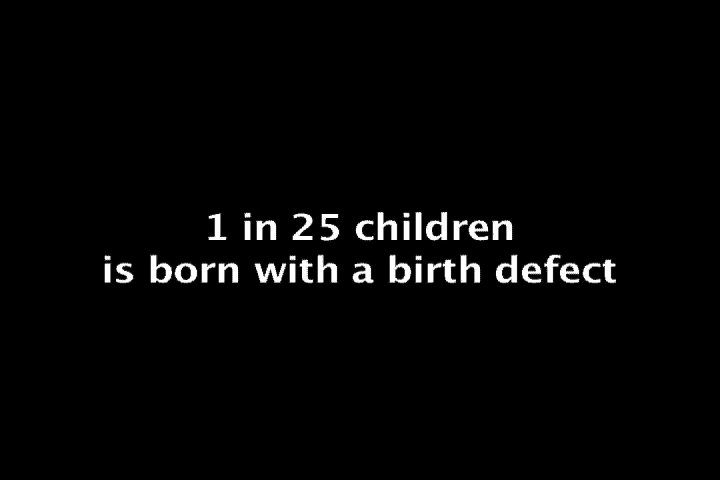 1 in 25 children
is born with a birth defect